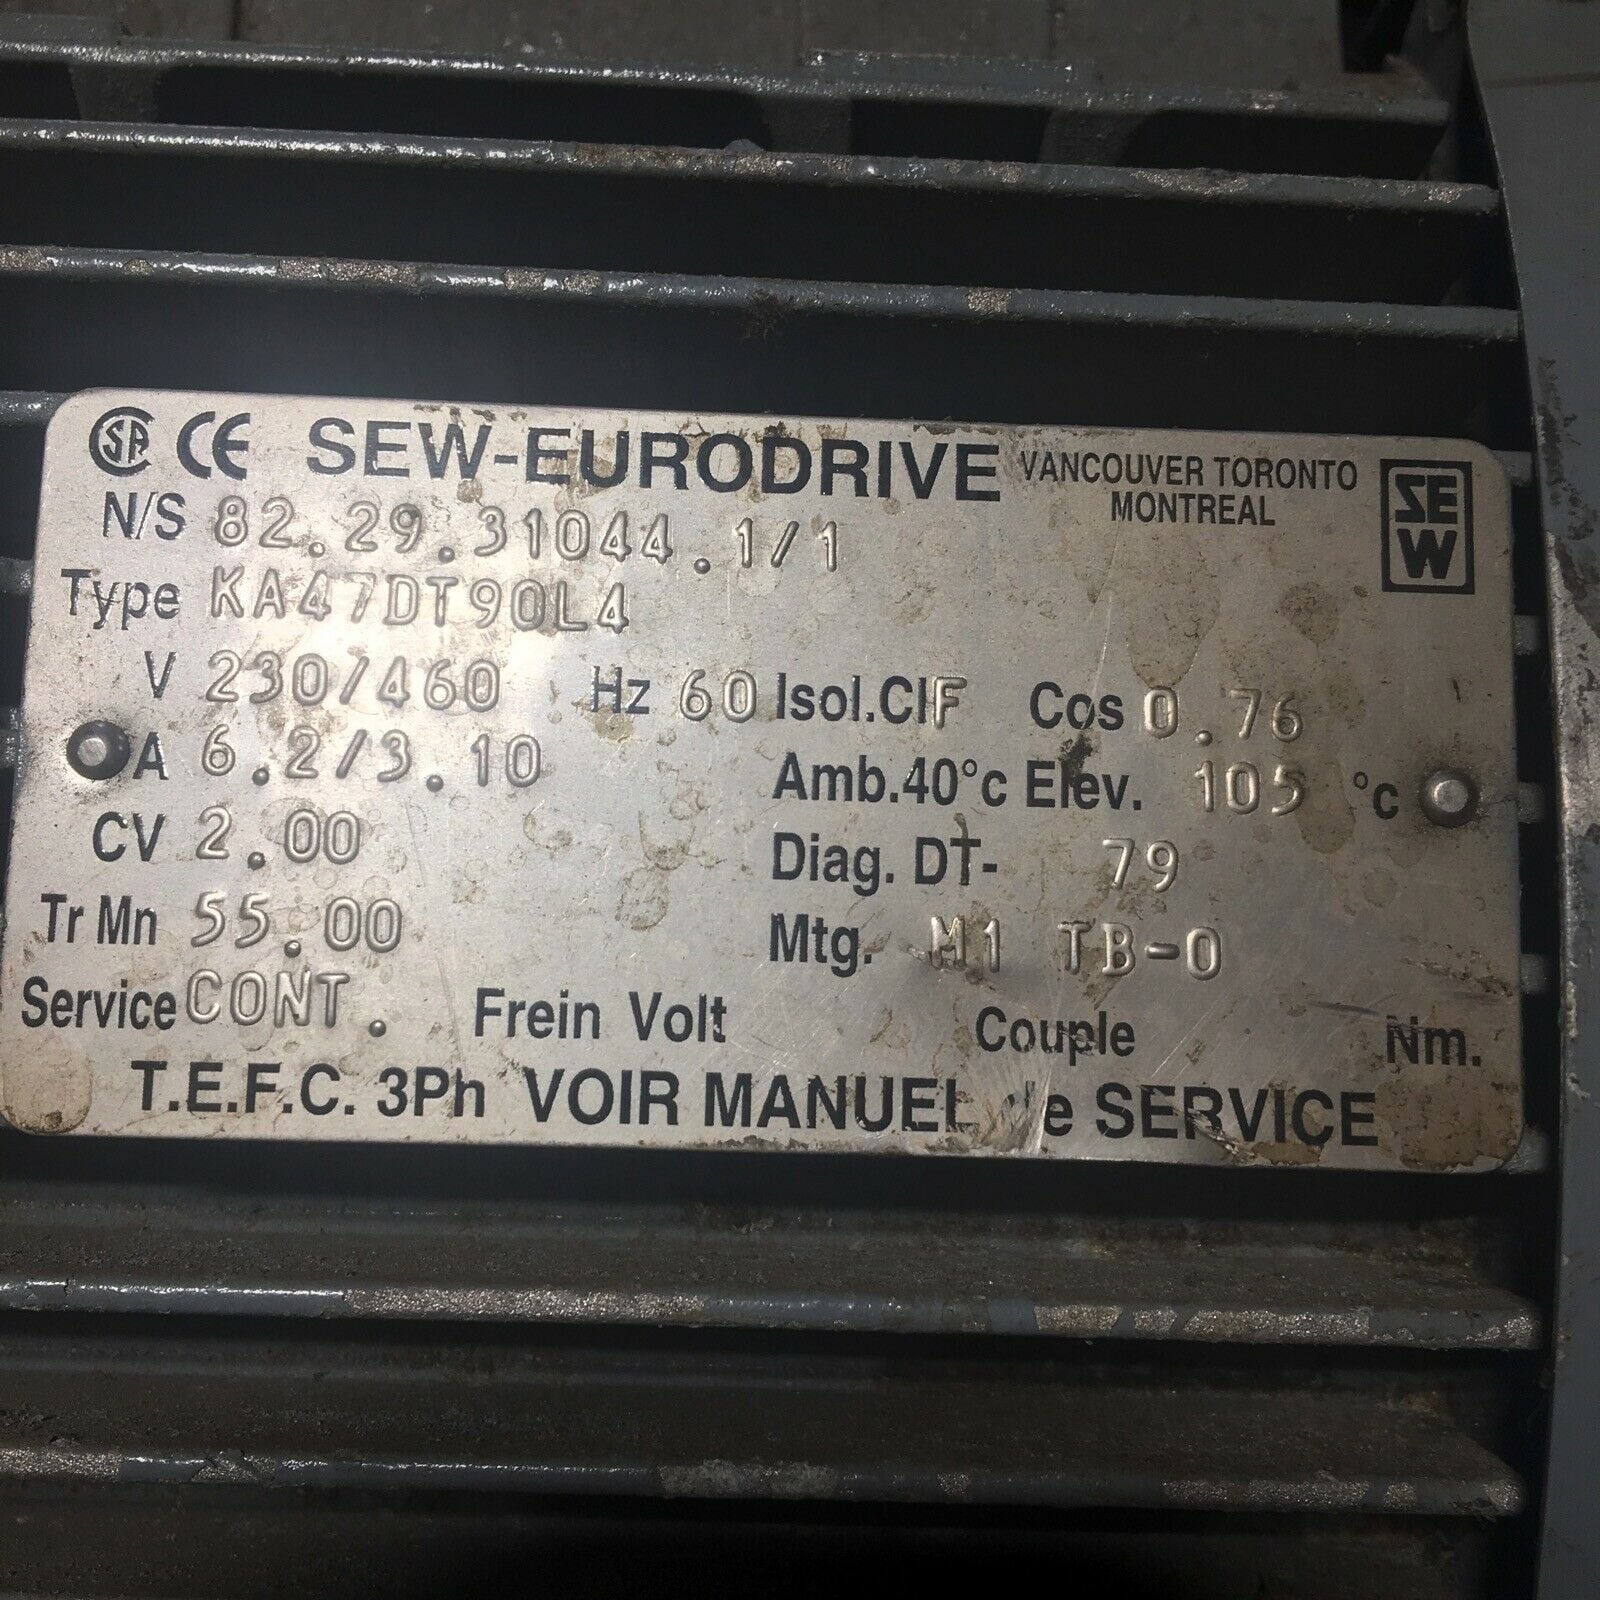 SA CE SEW-EURODRIVE VANCOUVER TORONTO MONTREAL SEW
N/S 82.29.31044.1/1
Type KA47DT90L4
V 230/460 Hz 60 Isol.Cl F Cos 0.76
A 6.2/3.10 Amb.40°c Elev. 105 °c
CV 2.00 Diag. DT- 79
Tr Mn 55.00 Mtg. M1 TB-0
Service CONT. Frein Volt Couple Nm.
T.E.F.C. 3Ph VOIR MANUEL de SERVICE